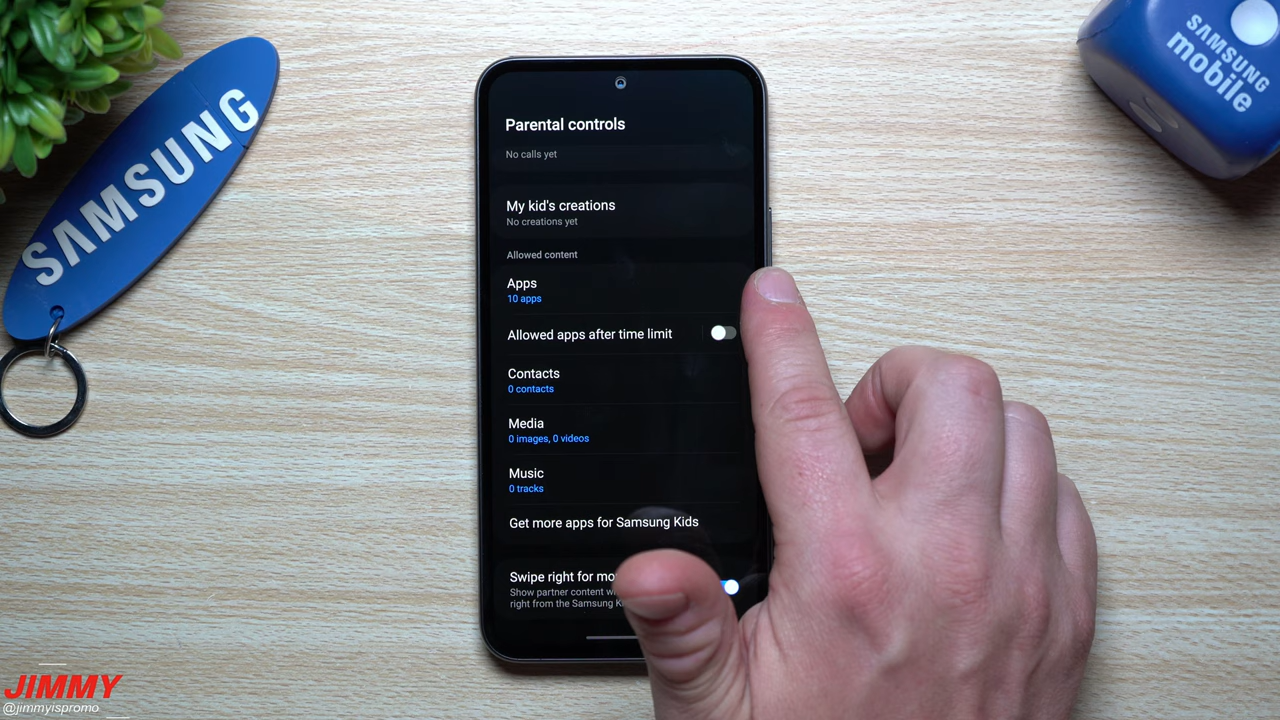 SAMSUNG
SAMSUNG
mobile
Parental controls
No calls yet
My kid's creations
No creations yet
Allowed content
Apps
10 apps
Allowed apps after time limit
Contacts
0 contacts
Media
0 images, 0 videos
Music
0 tracks
Get more apps for Samsung Kids
Swipe right for
Show partner content
right from the Samsung
JIMMY
@jimmyispromo